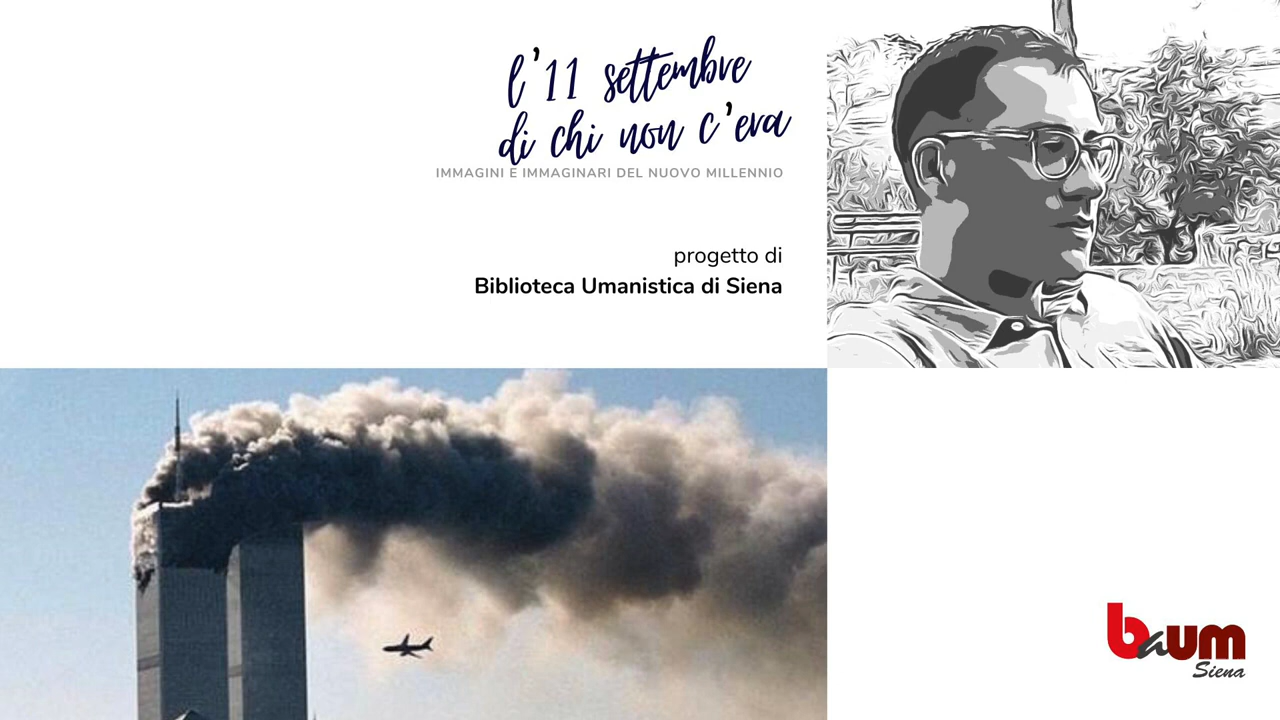 l'11 settembre
di chi non c'era
IMMAGINI E IMMAGINARI DEL NUOVO MILLENNIO
progetto di
Biblioteca Umanistica di Siena
baum
Siena